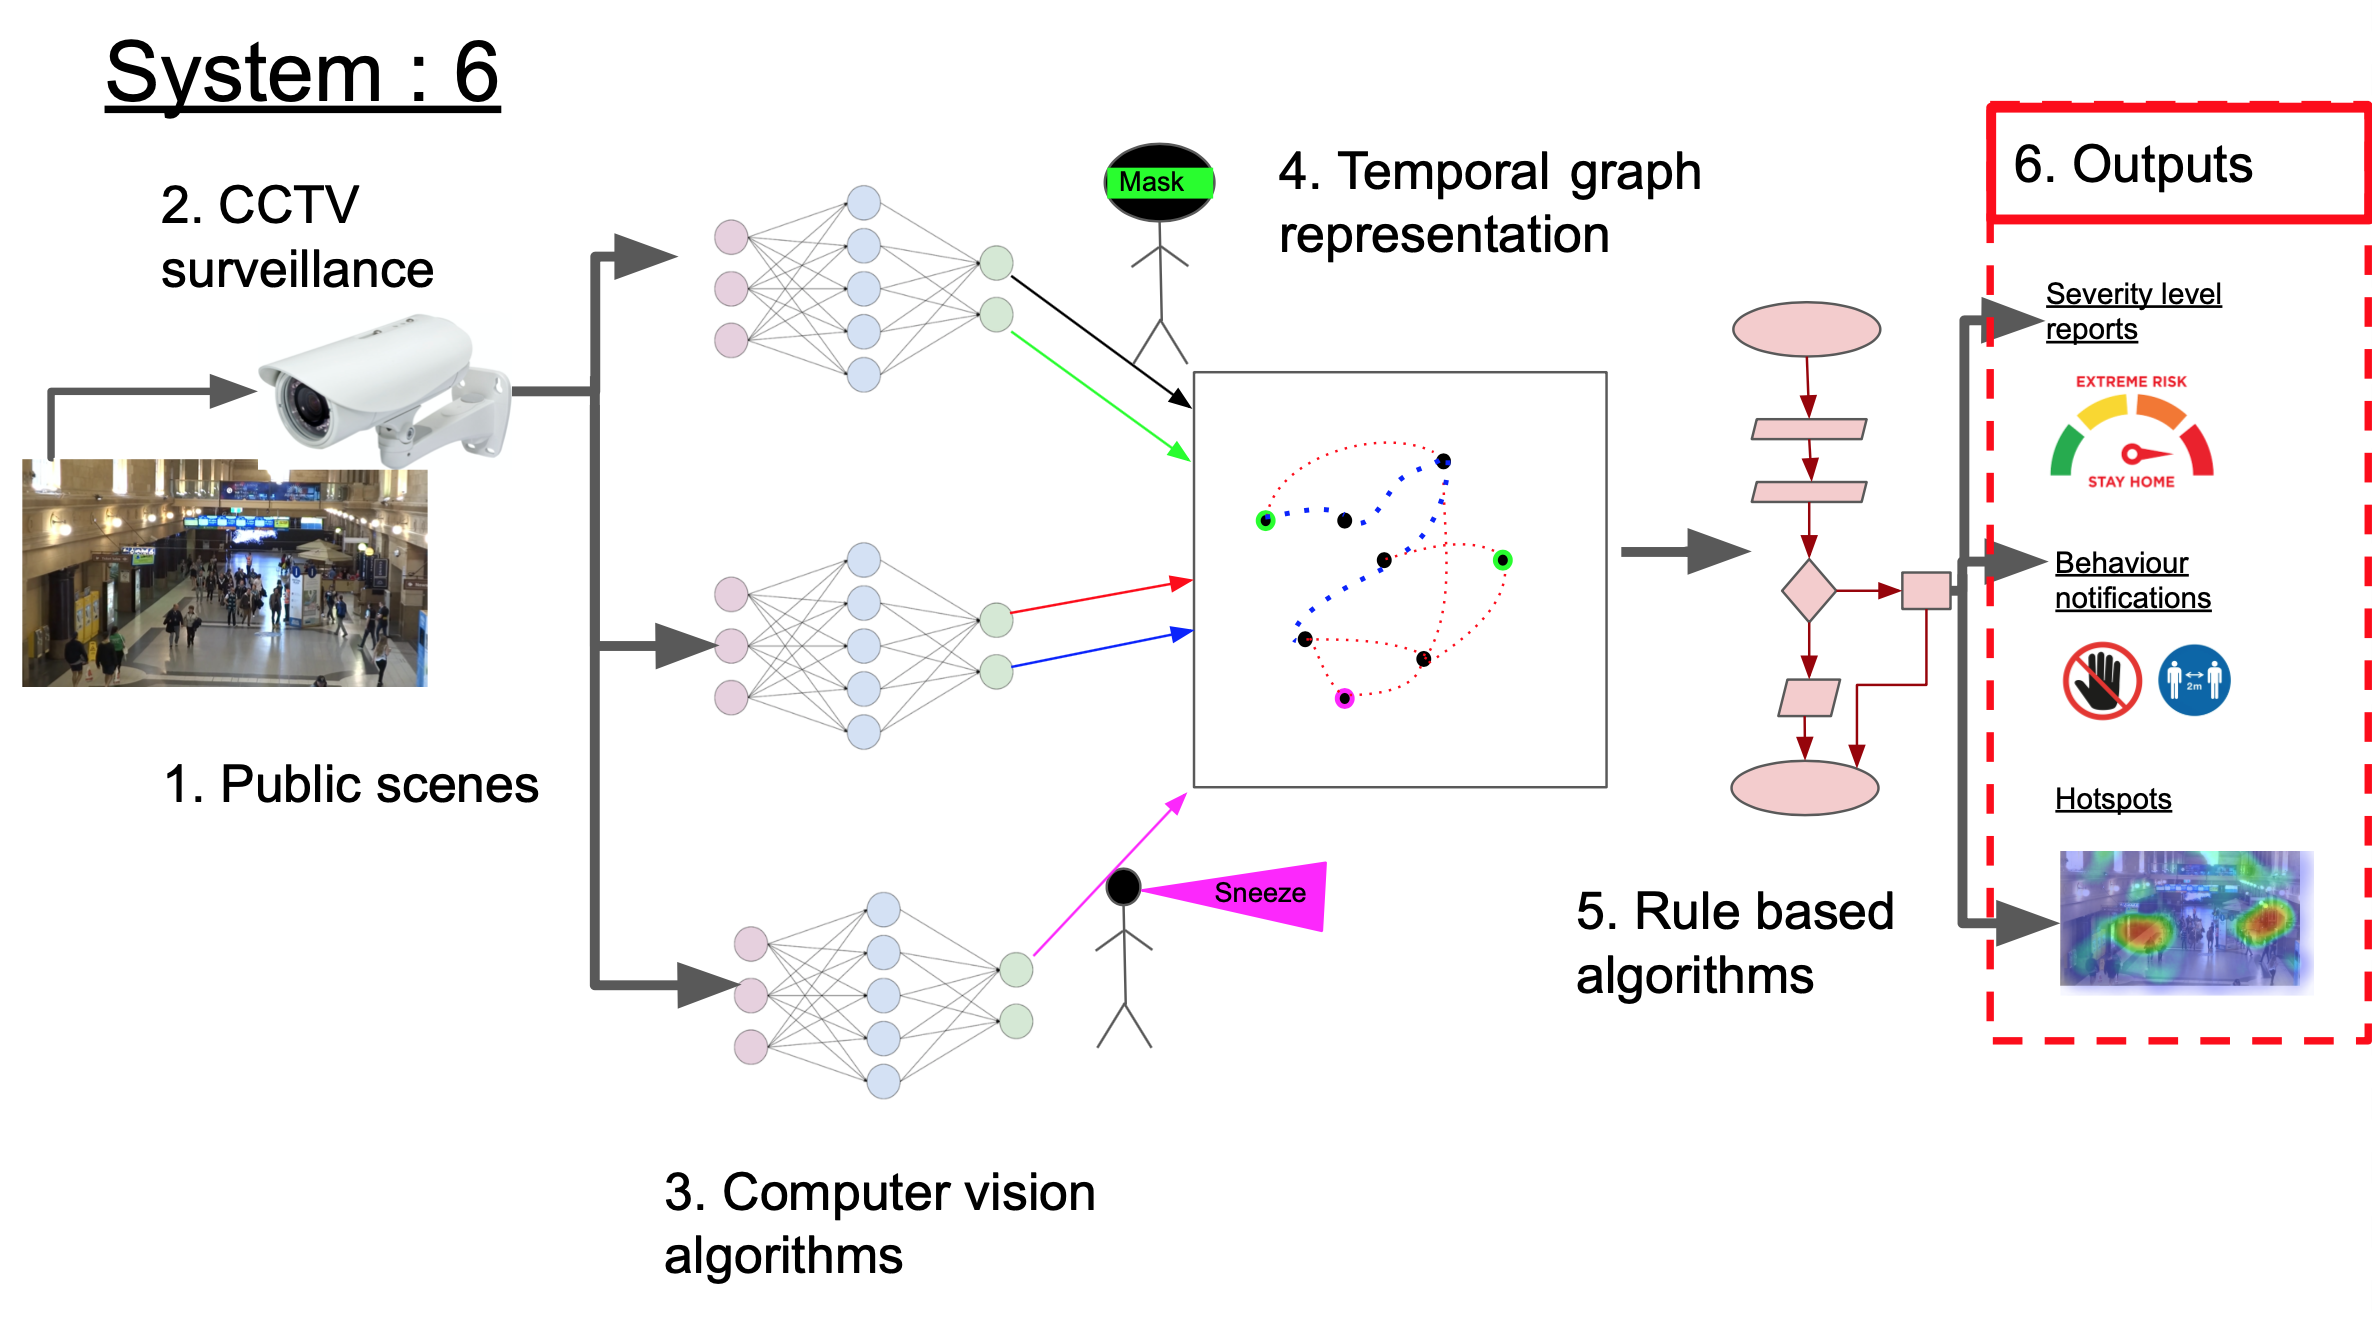 System : 6
2. CCTV
surveillance
1. Public scenes
3. Computer vision
algorithms
Mask
4. Temporal graph
representation
Sneeze
5. Rule based
algorithms
6. Outputs
Severity level
reports
EXTREME RISK
STAY HOME
Behaviour
notifications
2m
Hotspots